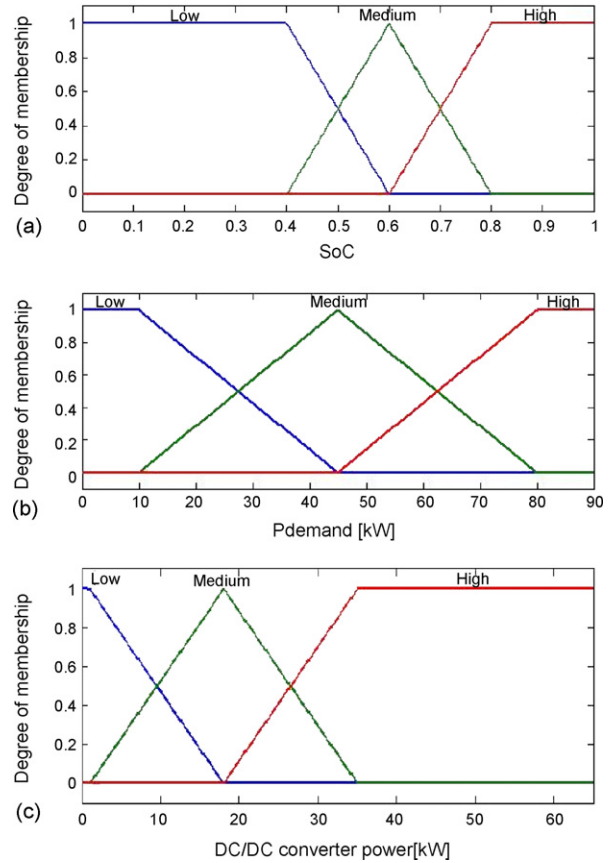 Low Medium High
1
0.8
0.6
0.4
0.2
0
Degree of membership
0 0.1 0.2 0.3 0.4 0.5 0.6 0.7 0.8 0.9 1
SoC
(a)
Low Medium High
1
0.8
0.6
0.4
0.2
0
Degree of membership
0 10 20 30 40 50 60 70 80 90
Pdemand [kW]
(b)
Low Medium High
1
0.8
0.6
0.4
0.2
0
Degree of membership
0 10 20 30 40 50 60
DC/DC converter power[kW]
(c)